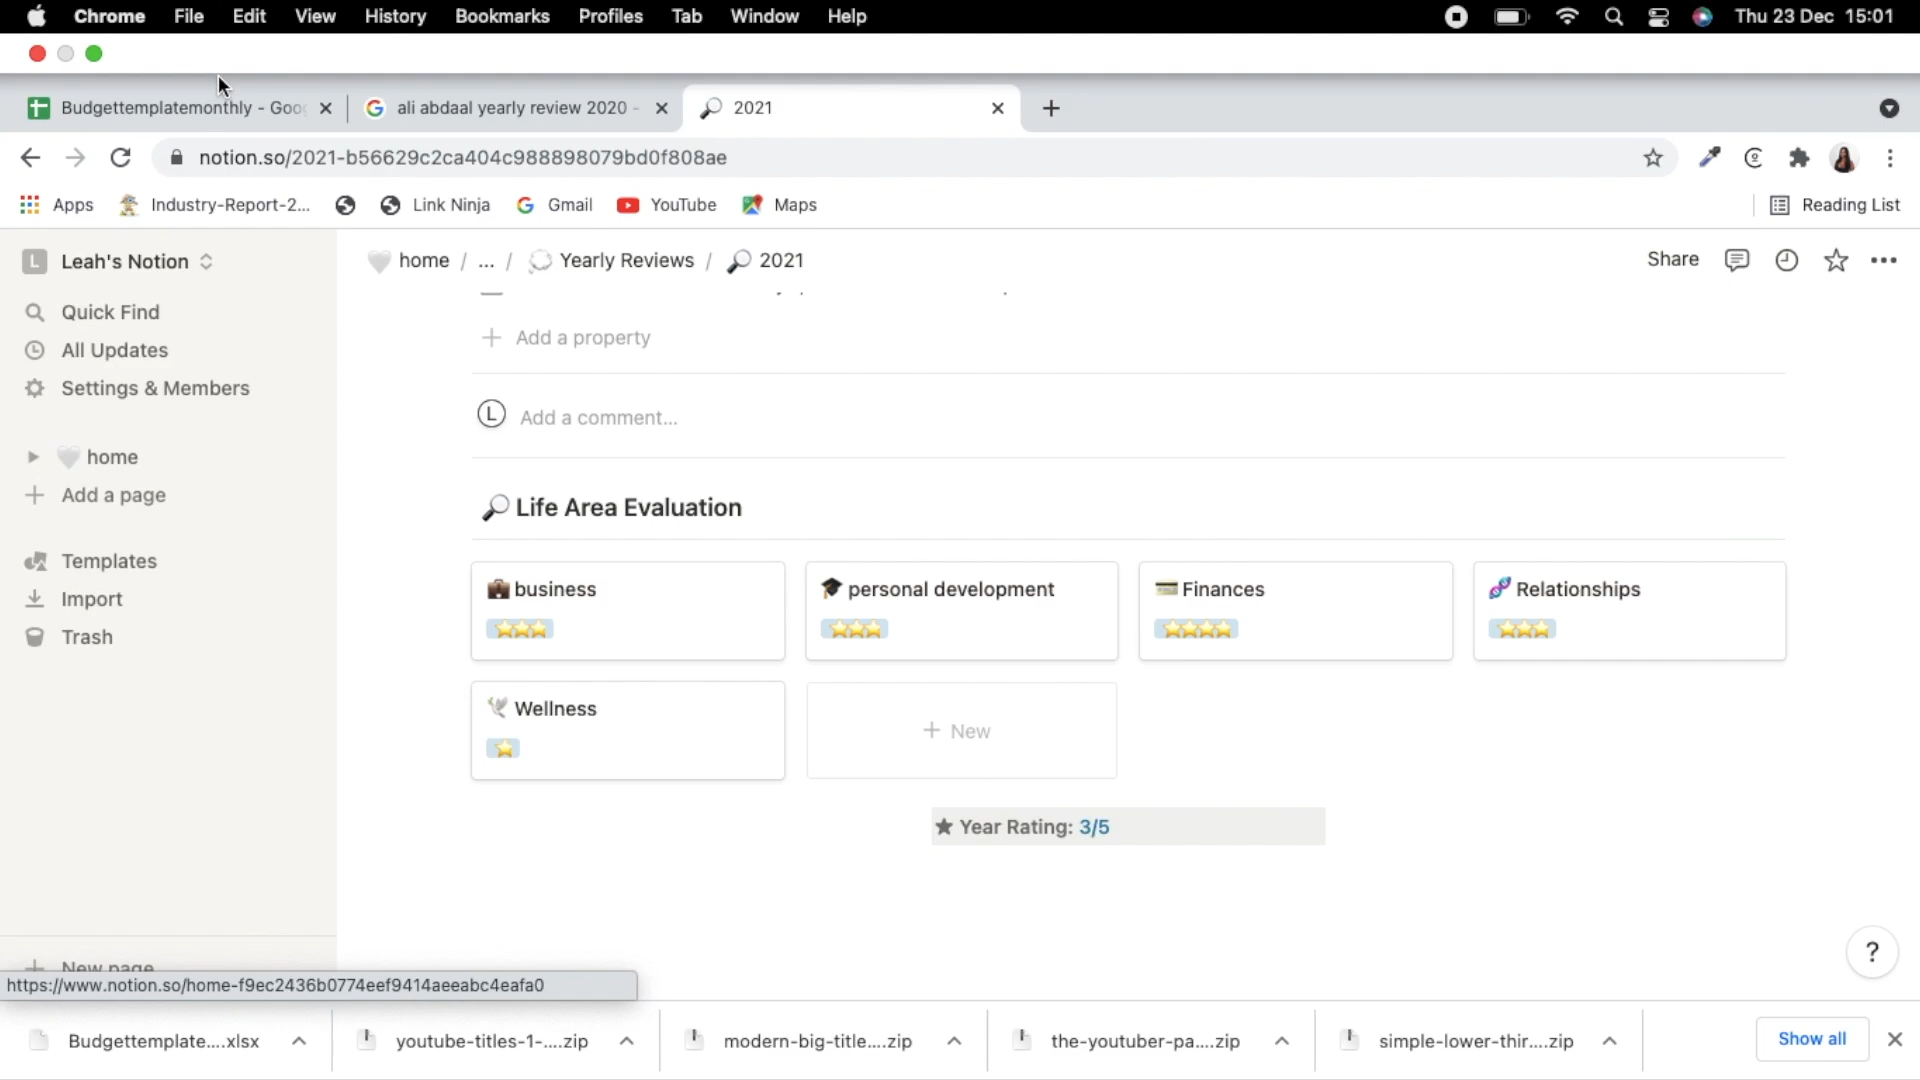 Chrome File Edit View History Bookmarks Profiles Tab Window Help Thu 23 Dec 15:01
Budgettemplatemonthly - Goo ali abdaal yearly review 2020 - 2021
notion.so/2021-b56629c2ca404c988898079bd0f808ae
Apps Industry-Report-2... Link Ninja Gmail YouTube Maps Reading List
L Leah's Notion home / ... / Yearly Reviews / 2021 Share
Quick Find
All Updates
Settings & Members
home
Add a page
Templates
Import
Trash
New page
+ Add a property
L Add a comment...
Life Area Evaluation
business personal development Finances Relationships
Wellness
+ New
★ Year Rating: 3/5
?
https://www.notion.so/home-f9ec2436b0774eef9414aeeabc4eafa0
Budgettemplate....xlsx youtube-titles-1-....zip modern-big-title....zip the-youtuber-pa....zip simple-lower-thir....zip Show all